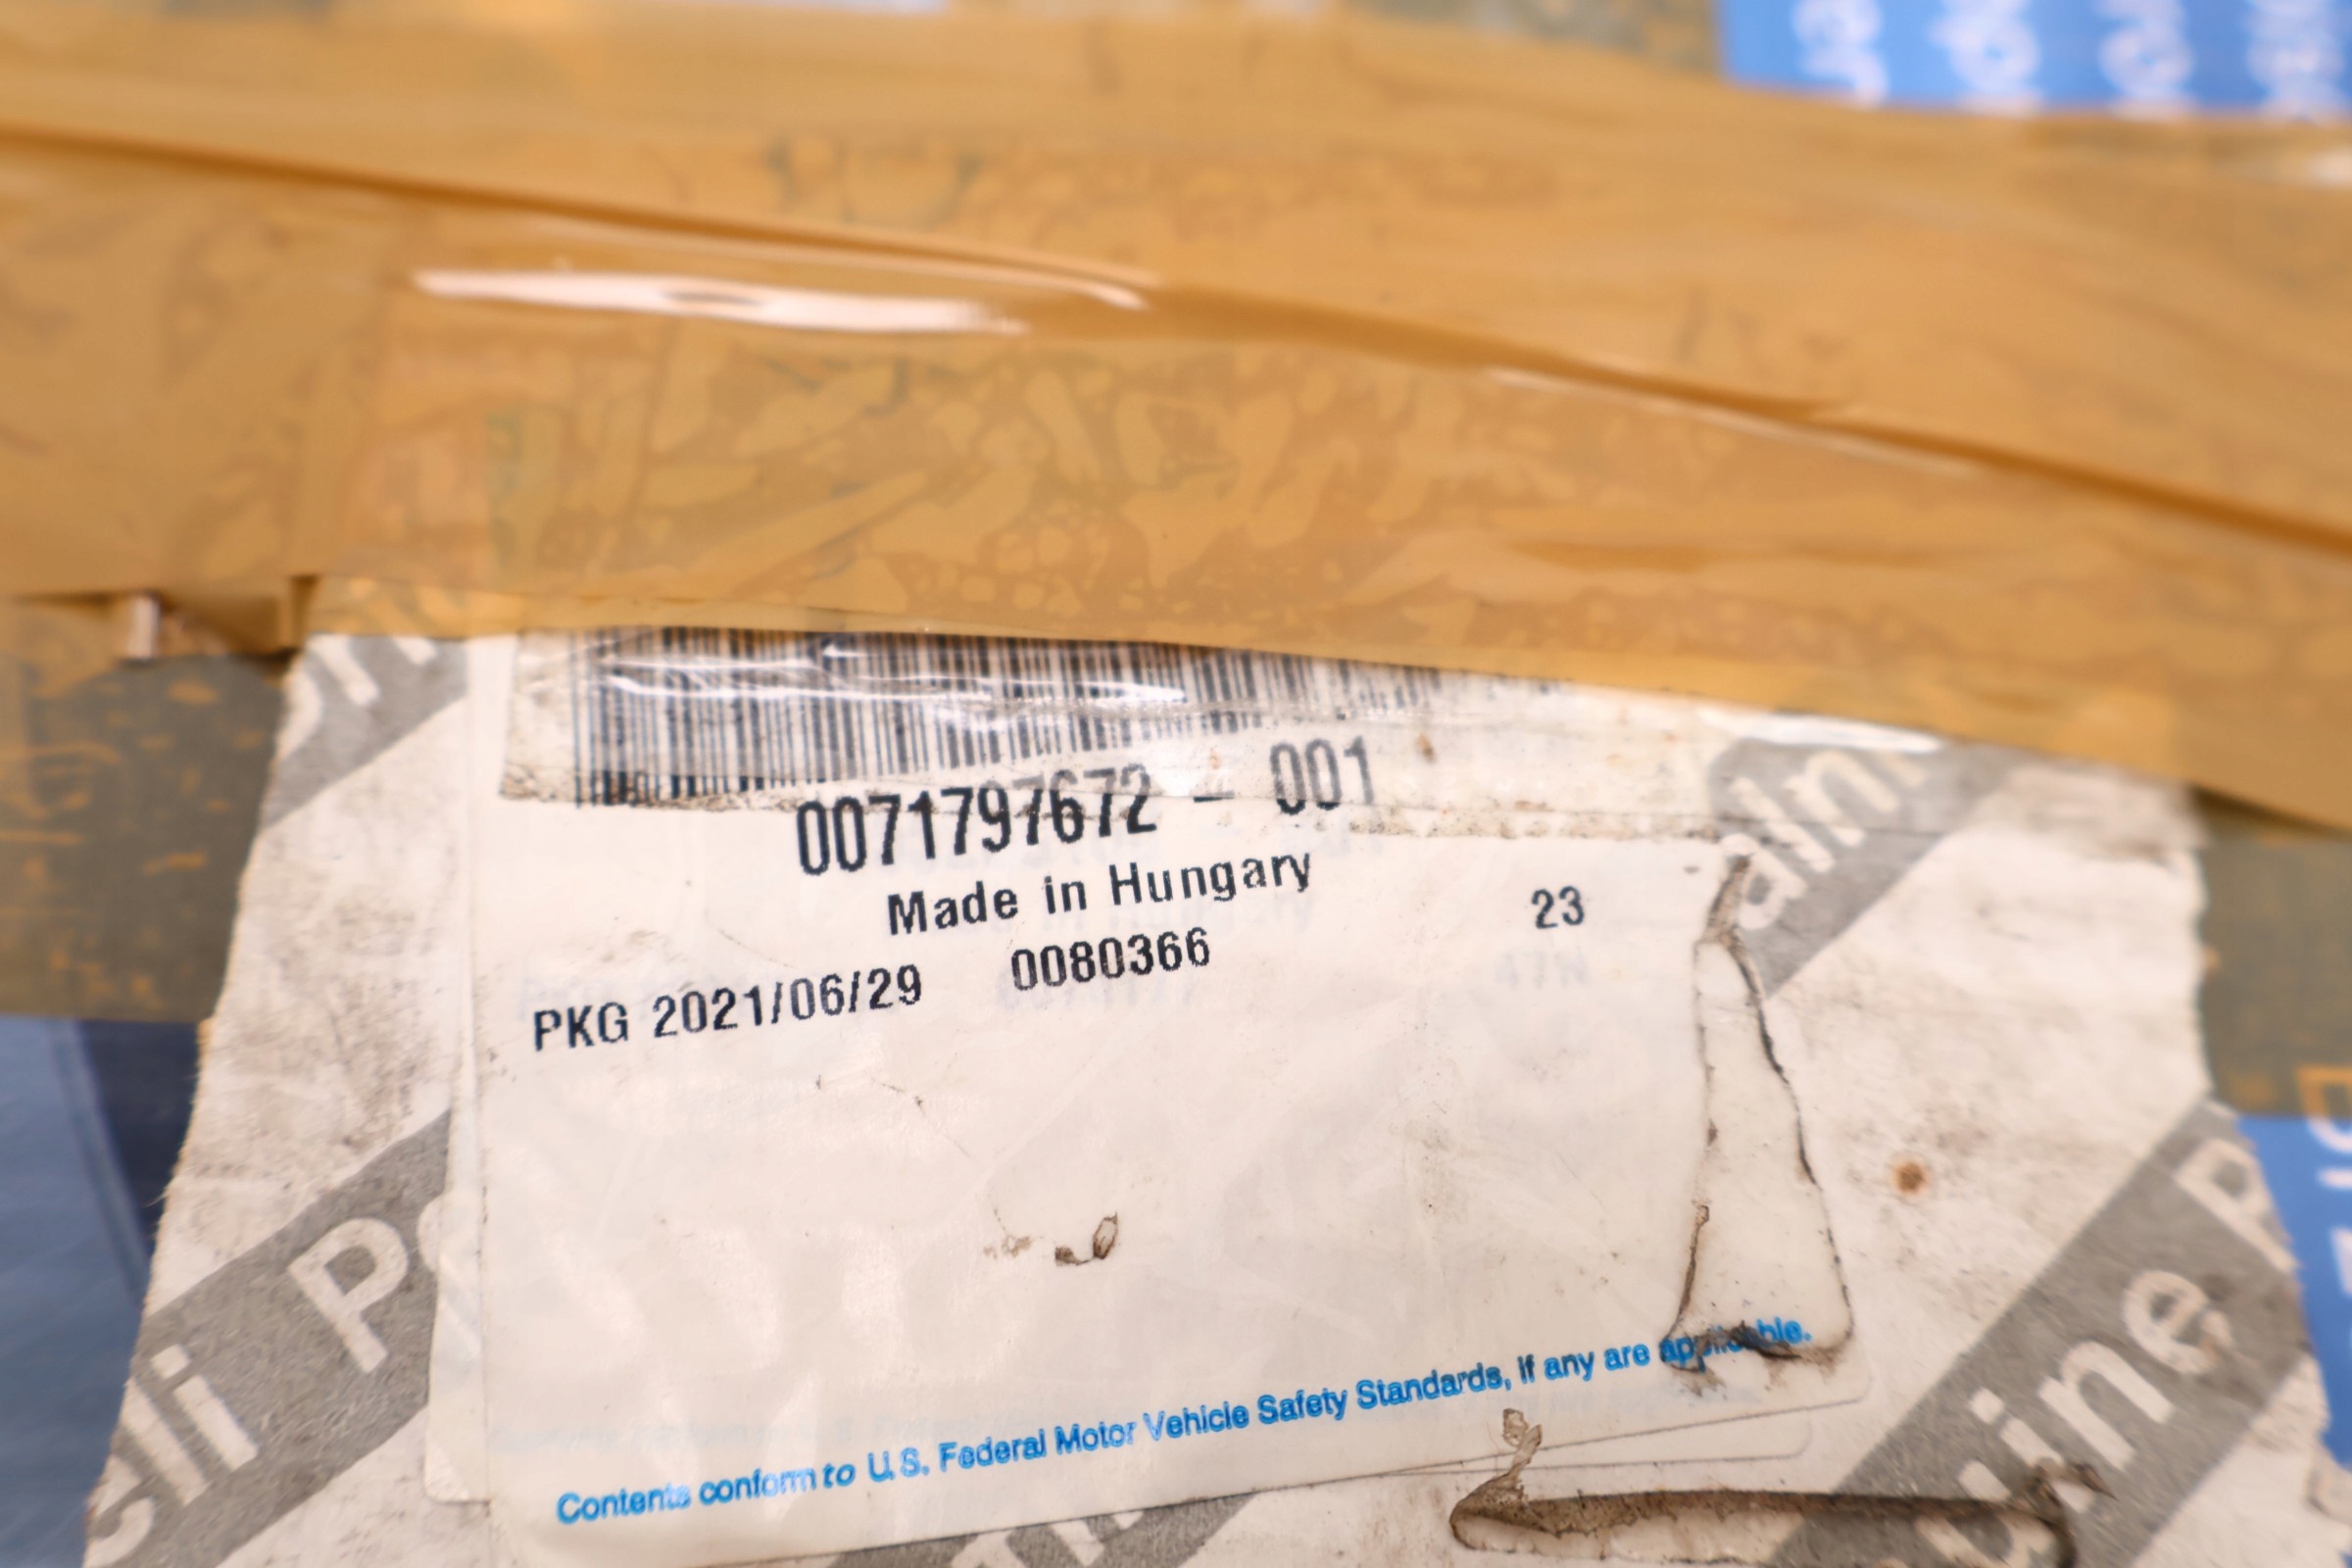 0071797672 - 001
Made in Hungary
23
PKG 2021/06/29 0080366
Contents conform to U.S. Federal Motor Vehicle Safety Standards, if any are applicable.